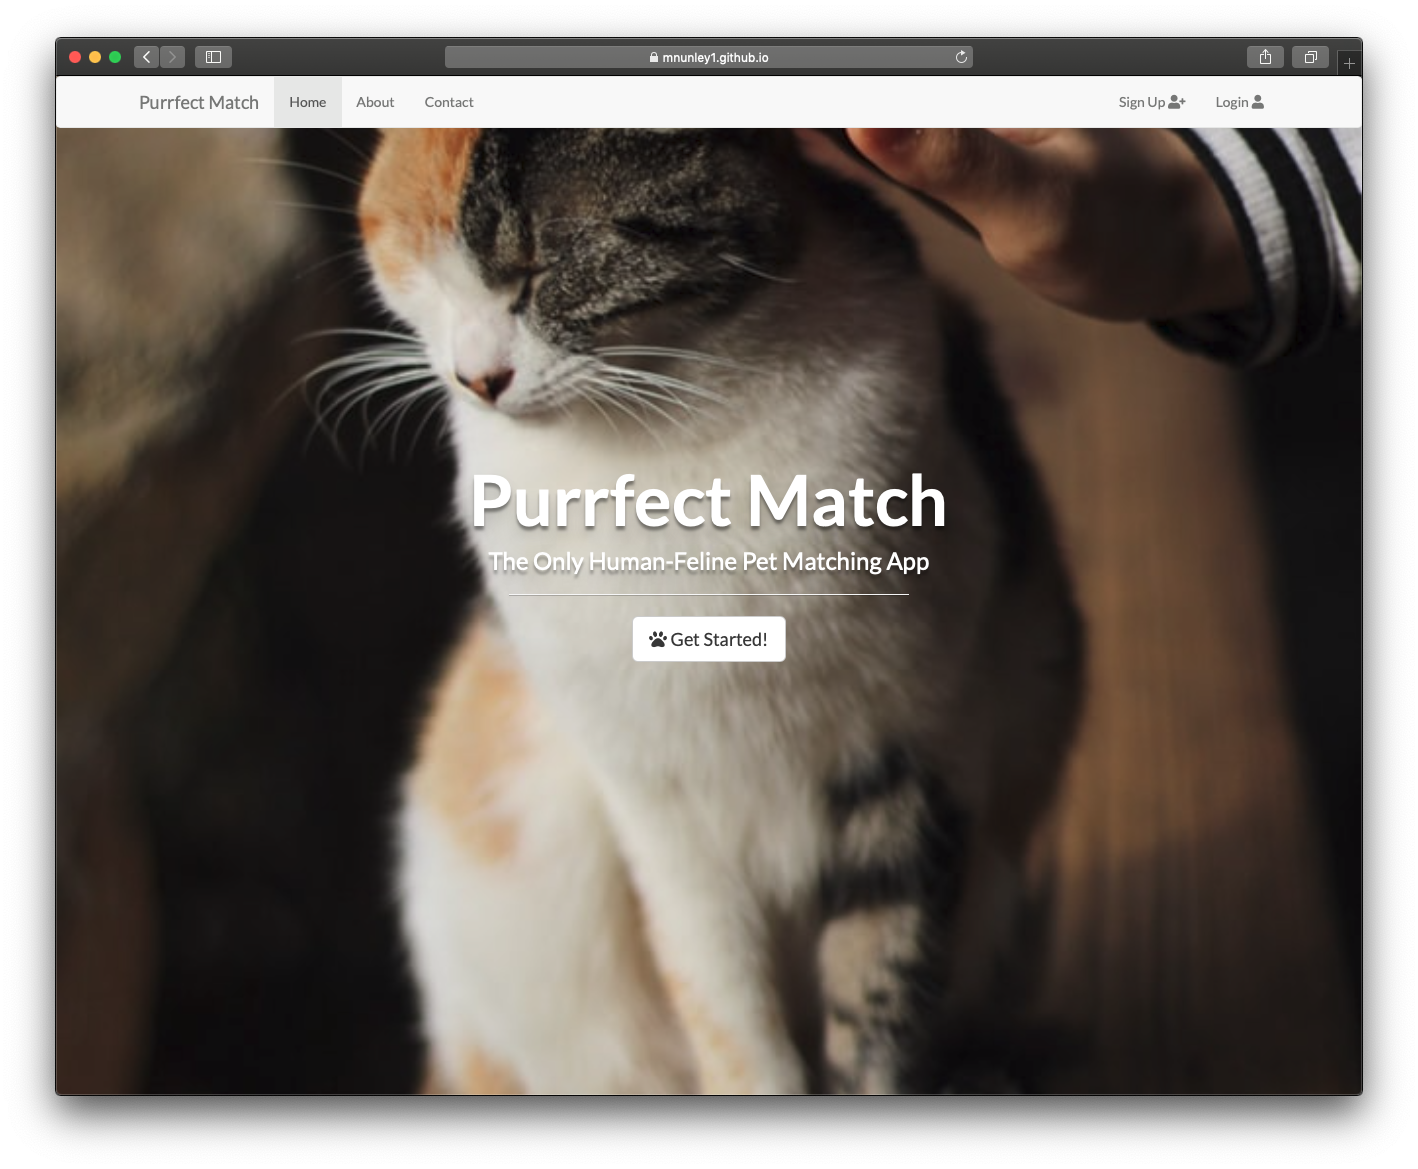 mnunley1.github.io
Purrfect Match Home About Contact Sign Up Login
Purrfect Match
The Only Human-Feline Pet Matching App
Get Started!